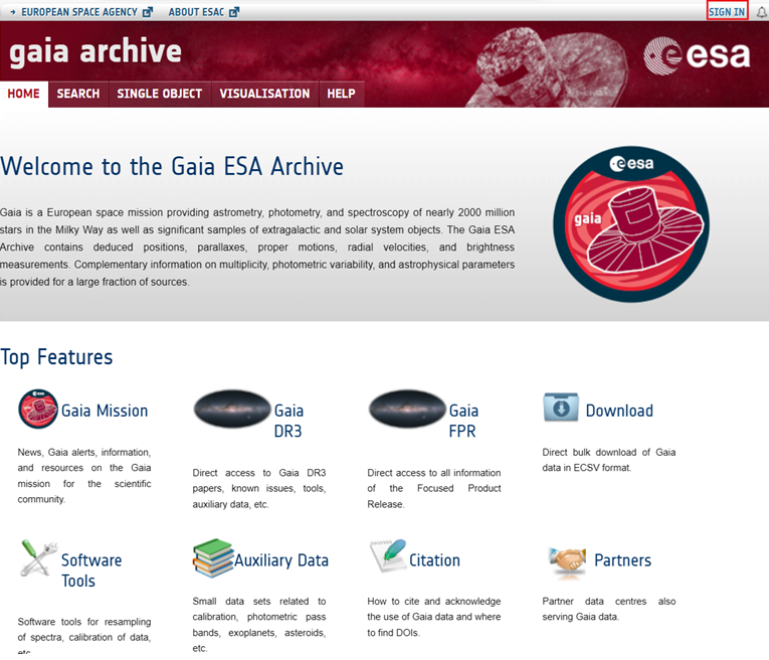 EUROPEAN SPACE AGENCY ABOUT ESAC SIGN IN
gaia archive
esa
HOME SEARCH SINGLE OBJECT VISUALISATION HELP
Welcome to the Gaia ESA Archive
Gaia is a European space mission providing astrometry, photometry, and spectroscopy of nearly 2000 million
stars in the Milky Way as well as significant samples of extragalactic and solar system objects. The Gaia ESA
Archive contains deduced positions, parallaxes, proper motions, radial velocities, and brightness
measurements. Complementary information on multiplicity, photometric variability, and astrophysical parameters
is provided for a large fraction of sources.
esa
gaia
Top Features
Gaia Mission
News, Gaia alerts, information,
and resources on the Gaia
mission for the scientific
community.
Gaia
DR3
Direct access to Gaia DR3
papers, known issues, tools,
auxiliary data, etc.
Gaia
FPR
Direct access to all information
of the Focused Product
Release.
Download
Direct bulk download of Gaia
data in ECSV format.
Software
Tools
Software tools for resampling
of spectra, calibration of data,
etc.
Auxiliary Data
Small data sets related to
calibration, photometric pass
bands, exoplanets, asteroids,
etc.
Citation
How to cite and acknowledge
the use of Gaia data and where
to find DOIs.
Partners
Partner data centres also
serving Gaia data.